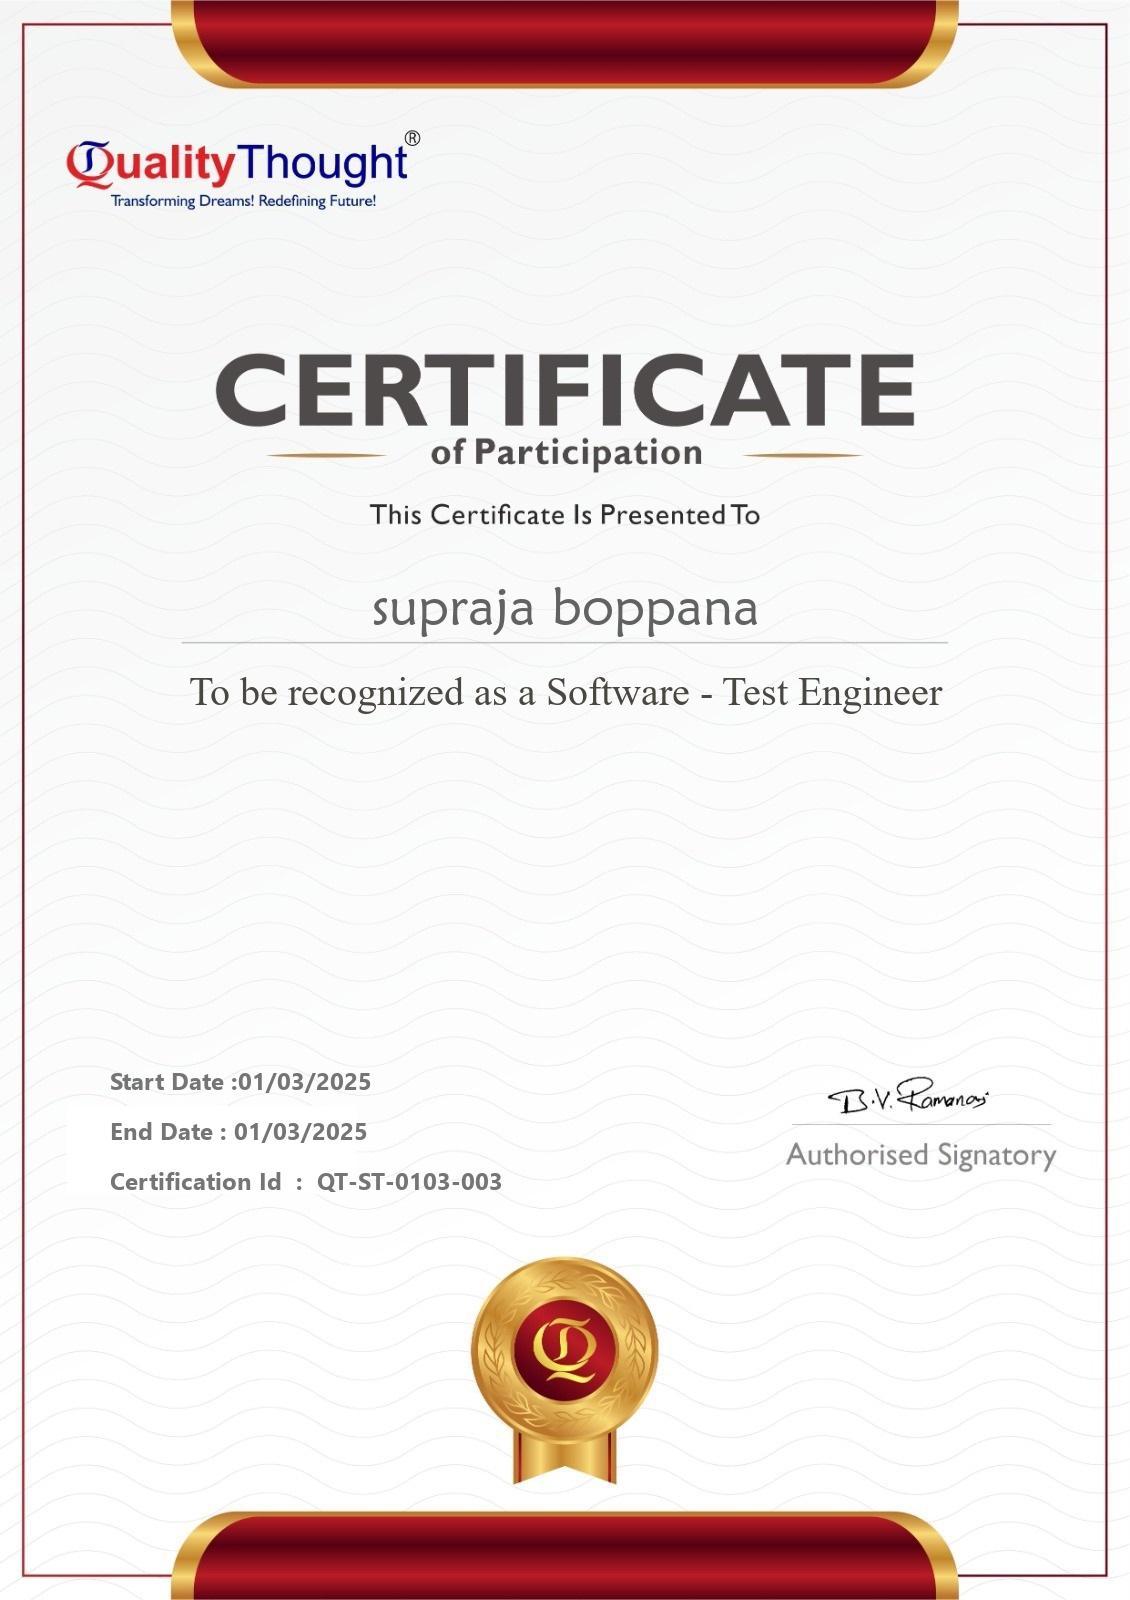 QualityThought®
Transforming Dreams! Redefining Future!
CERTIFICATE
of Participation
This Certificate Is Presented To
supraja boppana
To be recognized as a Software - Test Engineer
Start Date :01/03/2025
End Date : 01/03/2025
Certification Id : QT-ST-0103-003
B.V. Ramana
Authorised Signatory